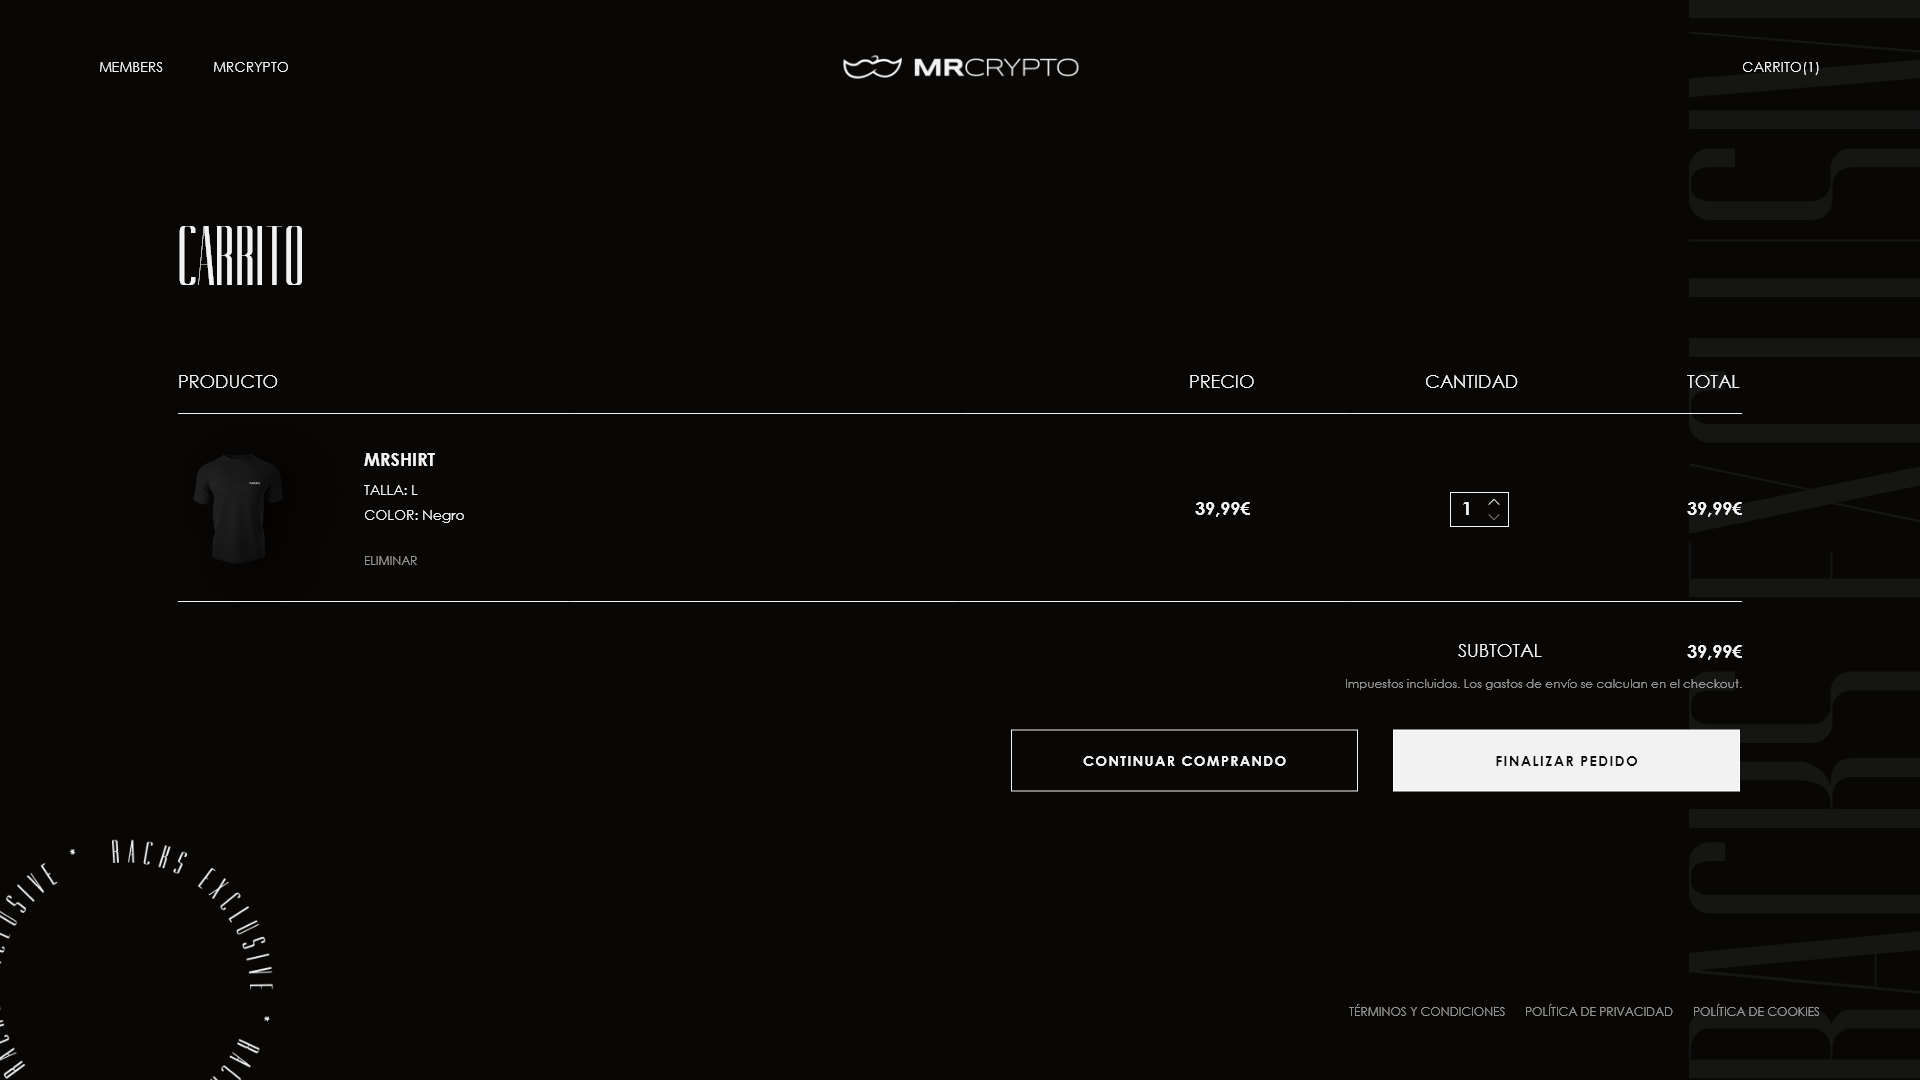 MEMBERS
MRCRYPTO
MRCRYPTO
CARRITO(1)
CARRITO
PRODUCTO
PRECIO
CANTIDAD
TOTAL
MRSHIRT
TALLA: L
COLOR: Negro
ELIMINAR
39,99€
1
39,99€
SUBTOTAL
39,99€
Impuestos incluidos. Los gastos de envío se calculan en el checkout.
CONTINUAR COMPRANDO
FINALIZAR PEDIDO
RACKS EXCLUSIVE
RACKS EXCLUSIVE *
TÉRMINOS Y CONDICIONES
POLÍTICA DE PRIVACIDAD
POLÍTICA DE COOKIES